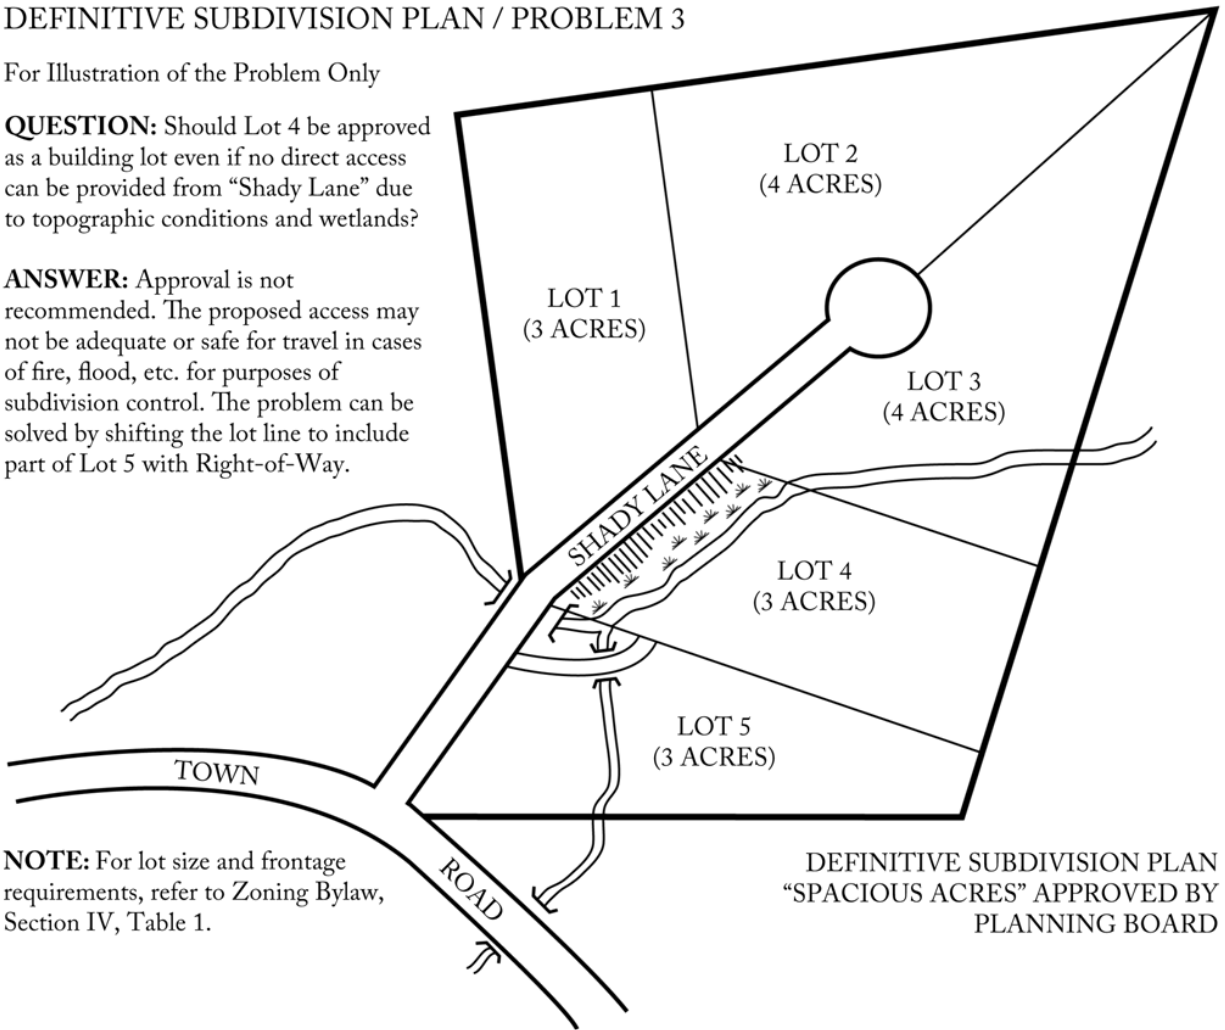 DEFINITIVE SUBDIVISION PLAN / PROBLEM 3
For Illustration of the Problem Only
QUESTION: Should Lot 4 be approved
as a building lot even if no direct access
can be provided from “Shady Lane” due
to topographic conditions and wetlands?
ANSWER: Approval is not
recommended. The proposed access may
not be adequate or safe for travel in cases
of fire, flood, etc. for purposes of
subdivision control. The problem can be
solved by shifting the lot line to include
part of Lot 5 with Right-of-Way.
LOT 2
(4 ACRES)
LOT 1
(3 ACRES)
LOT 3
(4 ACRES)
SHADY LANE
LOT 4
(3 ACRES)
LOT 5
(3 ACRES)
TOWN
ROAD
NOTE: For lot size and frontage
requirements, refer to Zoning Bylaw,
Section IV, Table 1.
DEFINITIVE SUBDIVISION PLAN
“SPACIOUS ACRES” APPROVED BY
PLANNING BOARD